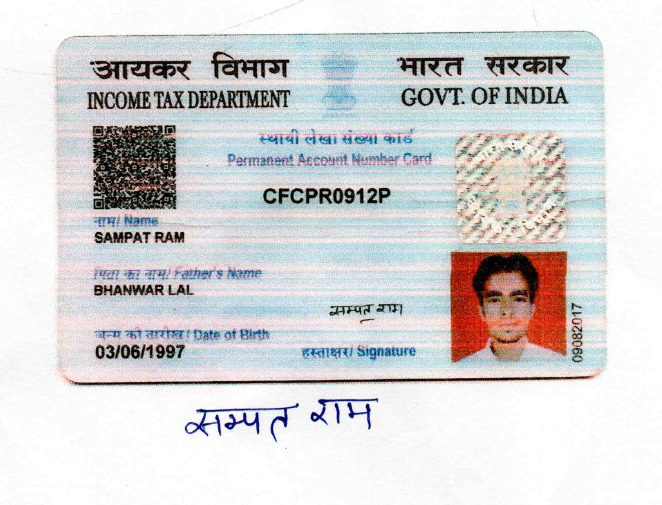 आयकर विभाग
INCOME TAX DEPARTMENT
भारत सरकार
GOVT. OF INDIA
स्थायी लेखा संख्या कार्ड
Permanent Account Number Card
CFCPR0912P
नाम/ Name
SAMPAT RAM
पिता का नाम/ Father's Name
BHANWAR LAL
जन्म की तारीख / Date of Birth
03/06/1997
सम्पत राम
हस्ताक्षर/ Signature
09082017
सम्पत राम